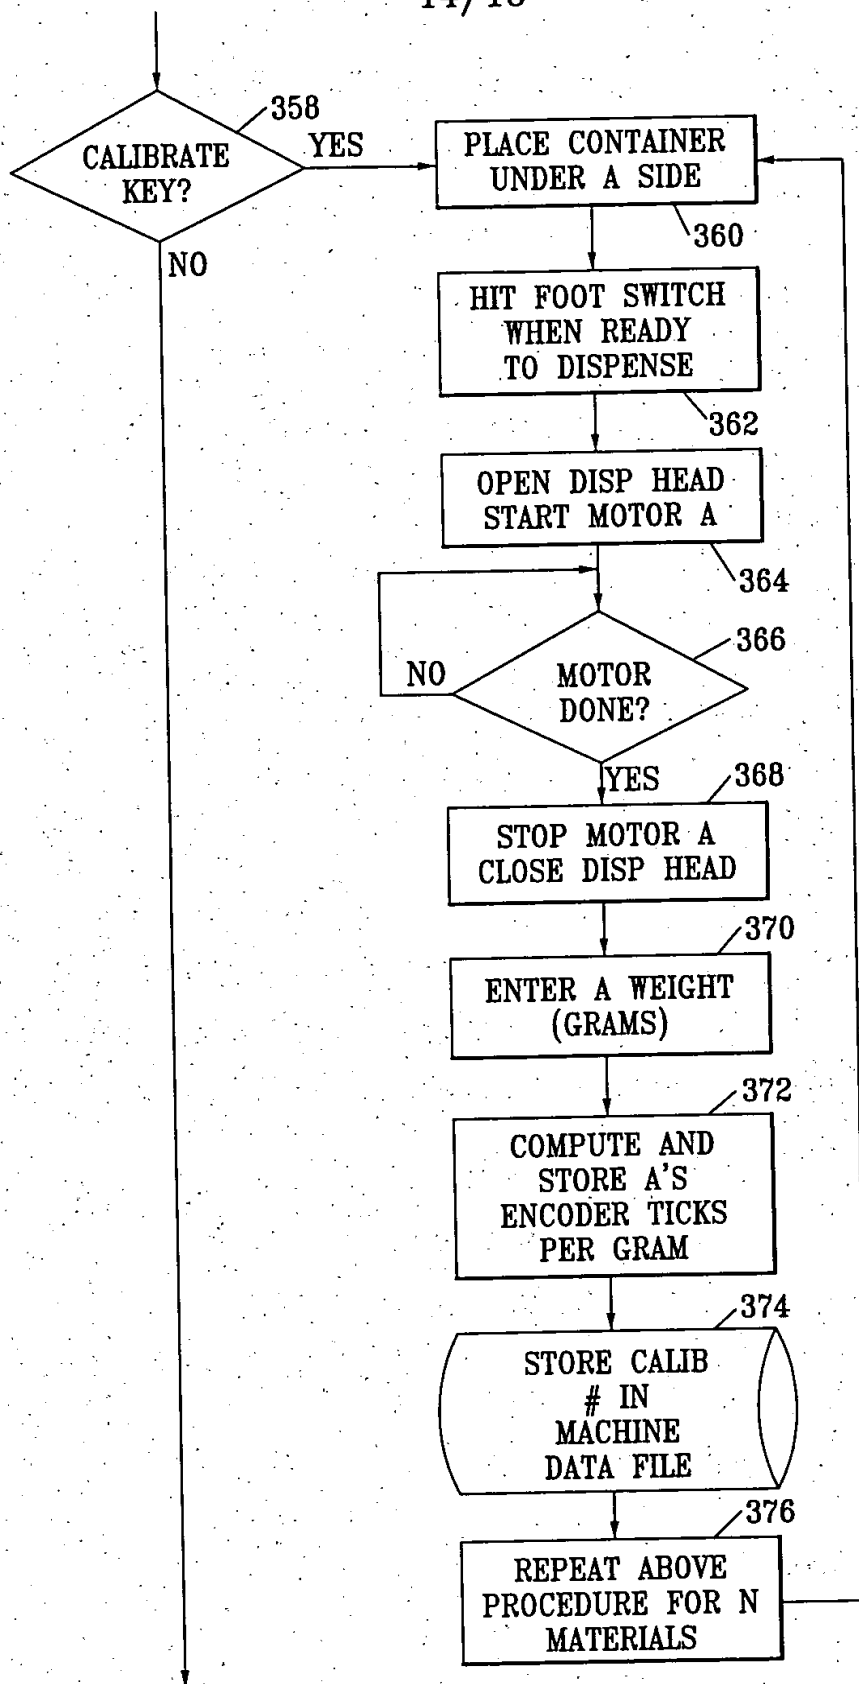 358
CALIBRATE
KEY?
YES
NO
PLACE CONTAINER
UNDER A SIDE
360
HIT FOOT SWITCH
WHEN READY
TO DISPENSE
362
OPEN DISP HEAD
START MOTOR A
364
366
MOTOR
DONE?
NO
YES
368
STOP MOTOR A
CLOSE DISP HEAD
370
ENTER A WEIGHT
(GRAMS)
372
COMPUTE AND
STORE A'S
ENCODER TICKS
PER GRAM
374
STORE CALIB
# IN
MACHINE
DATA FILE
376
REPEAT ABOVE
PROCEDURE FOR N
MATERIALS